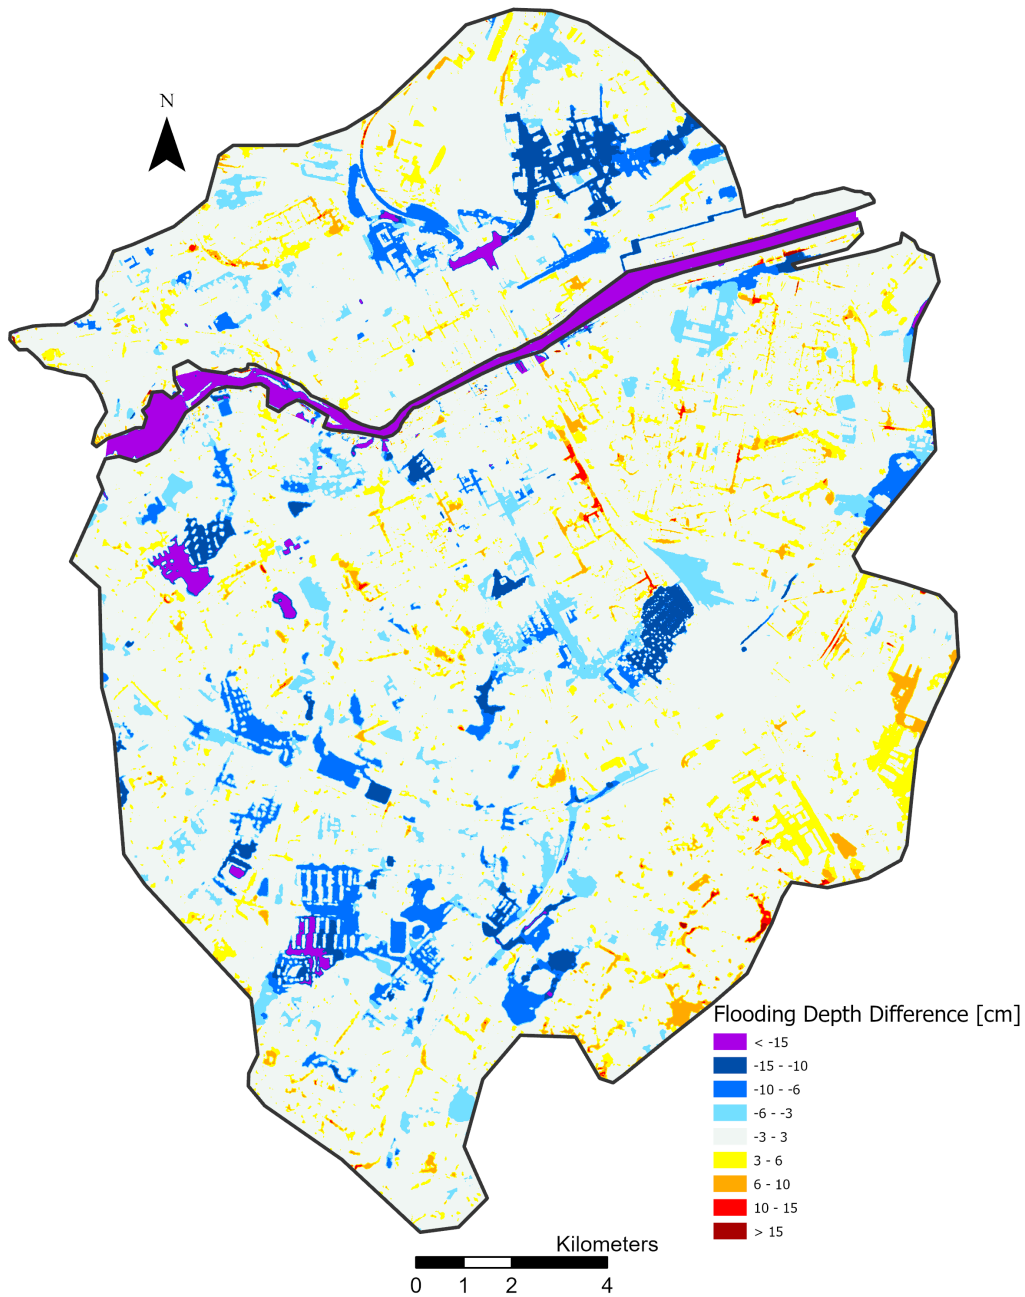 N
Flooding Depth Difference [cm]
< -15
-15 - -10
-10 - -6
-6 - -3
-3 - 3
3 - 6
6 - 10
10 - 15
> 15
Kilometers
0 1 2 4